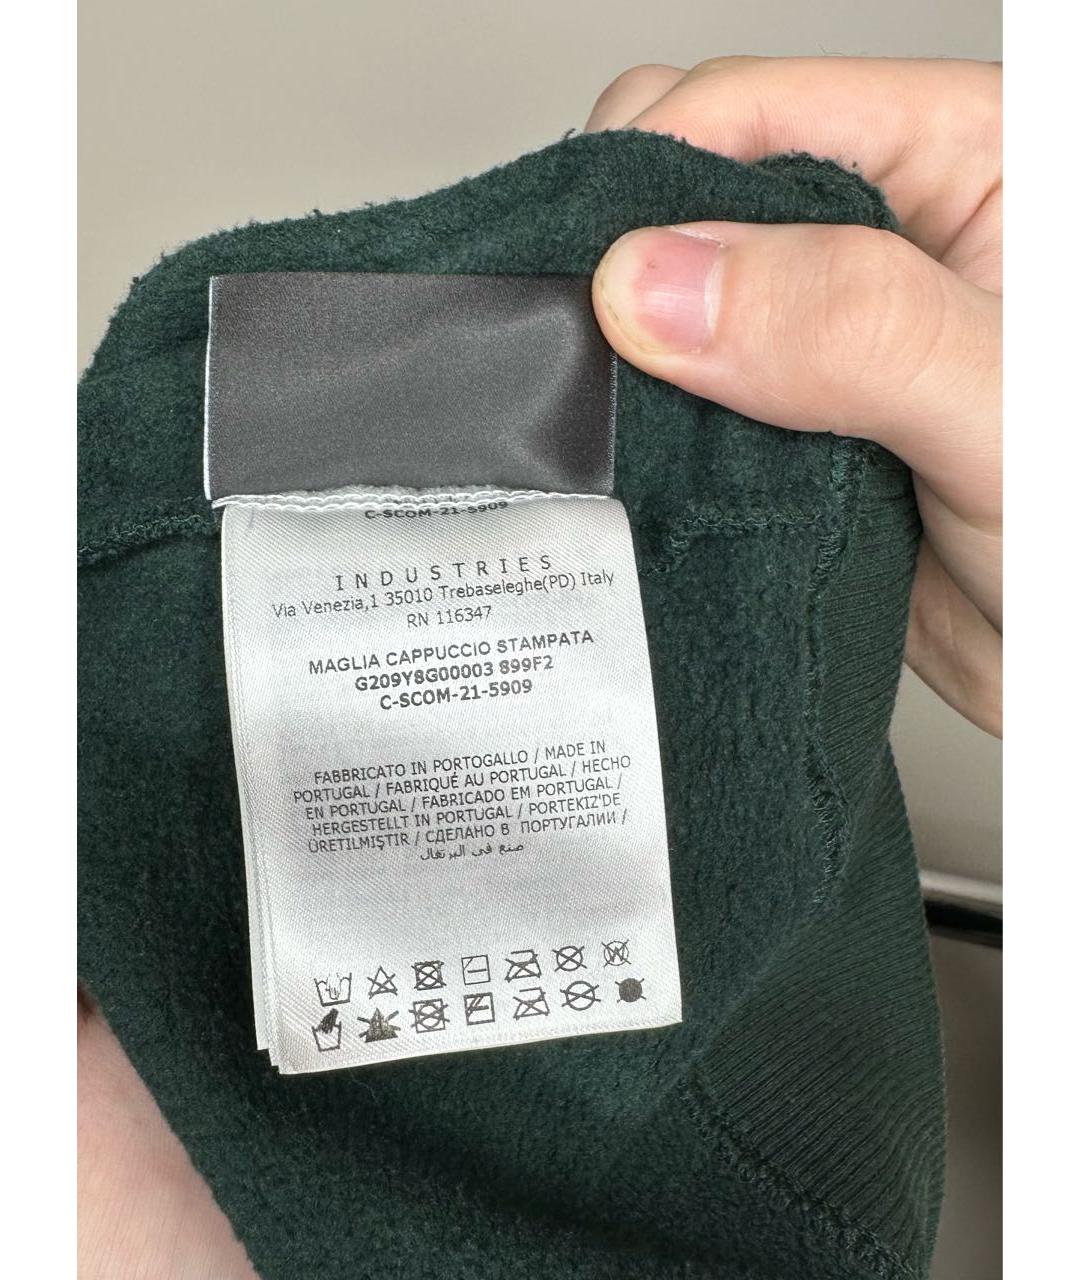 C-SCOM-21-5909
INDUSTRIES
Via Venezia,1 35010 Trebaseleghe(PD) Italy
RN 116347
MAGLIA CAPPUCCIO STAMPATA
G209Y8G00003 899F2
C-SCOM-21-5909
FABBRICATO IN PORTOGALLO / MADE IN
PORTUGAL / FABRIQUÉ AU PORTUGAL / HECHO
EN PORTUGAL / FABRICADO EM PORTUGAL /
HERGESTELLT IN PORTUGAL / PORTEKIZ'DE
ÜRETILMIŞTIR / СДЕЛАНО В ПОРТУГАЛИИ /
صنع في البرتغال
W